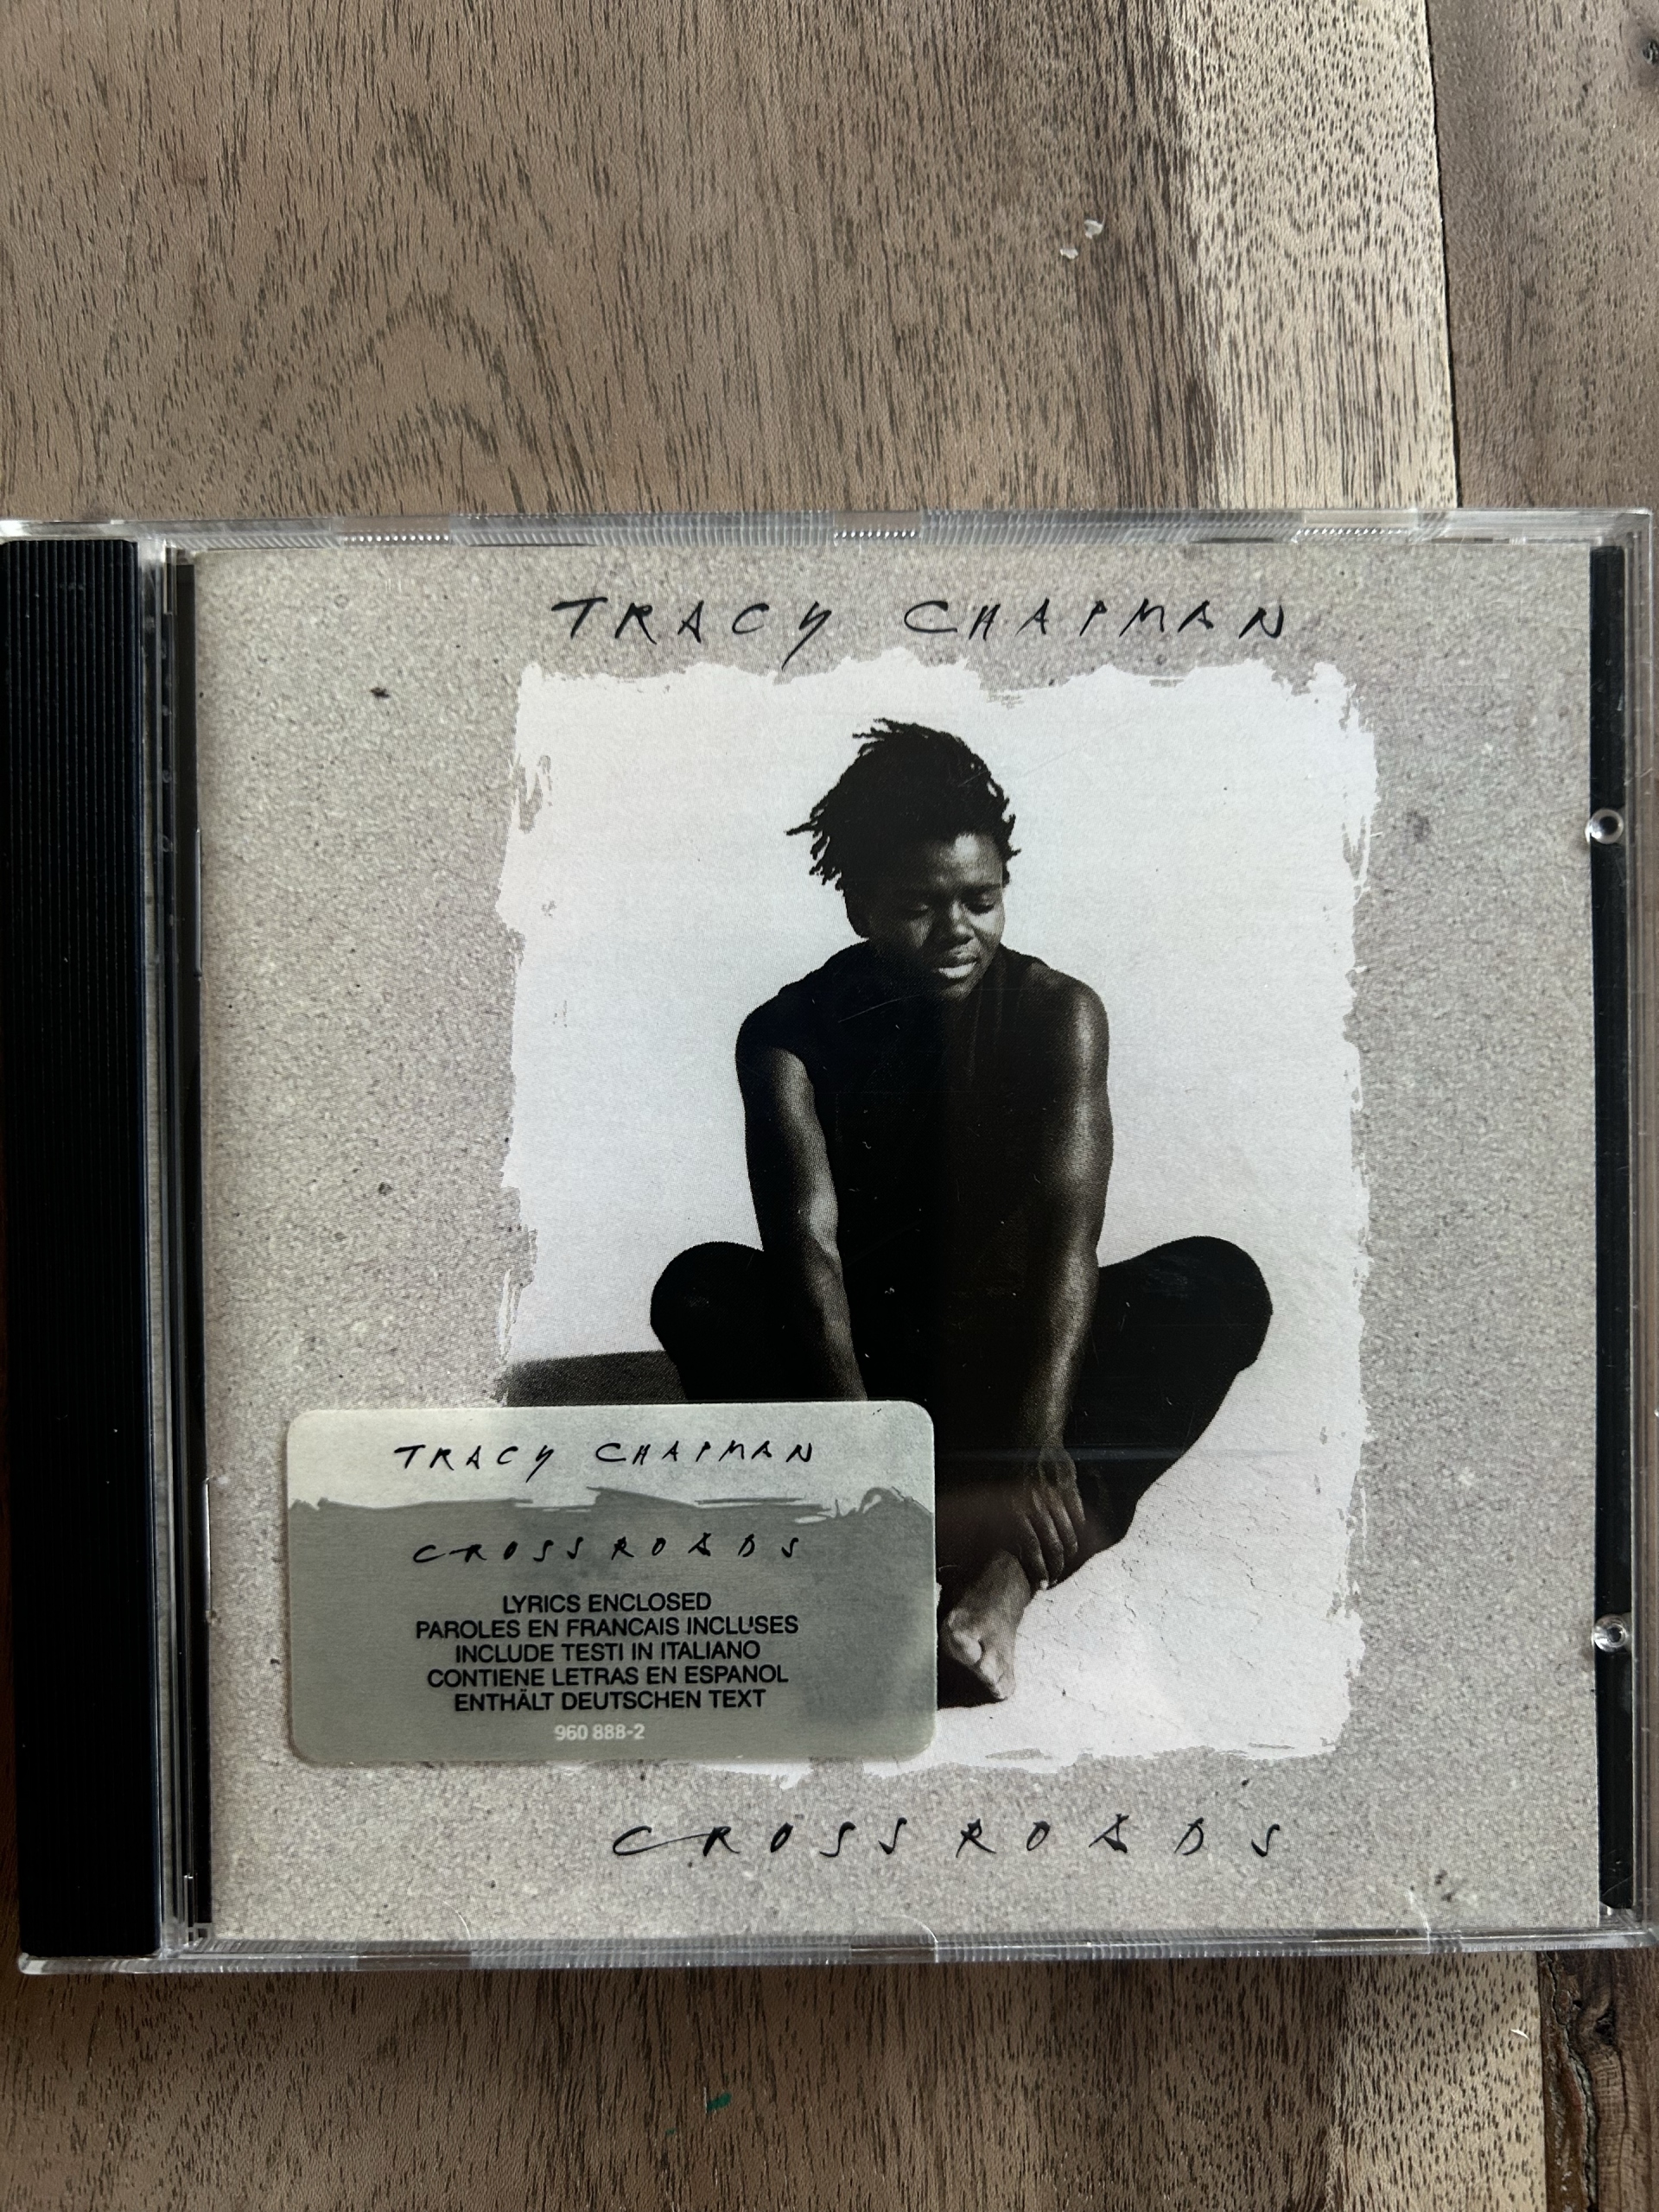 TRACY CHAPMAN
TRACY CHAPMAN
CROSSROADS
LYRICS ENCLOSED
PAROLES EN FRANCAIS INCLUSES
INCLUDE TESTI IN ITALIANO
CONTIENE LETRAS EN ESPANOL
ENTHÄLT DEUTSCHEN TEXT
960 888-2
CROSSROADS